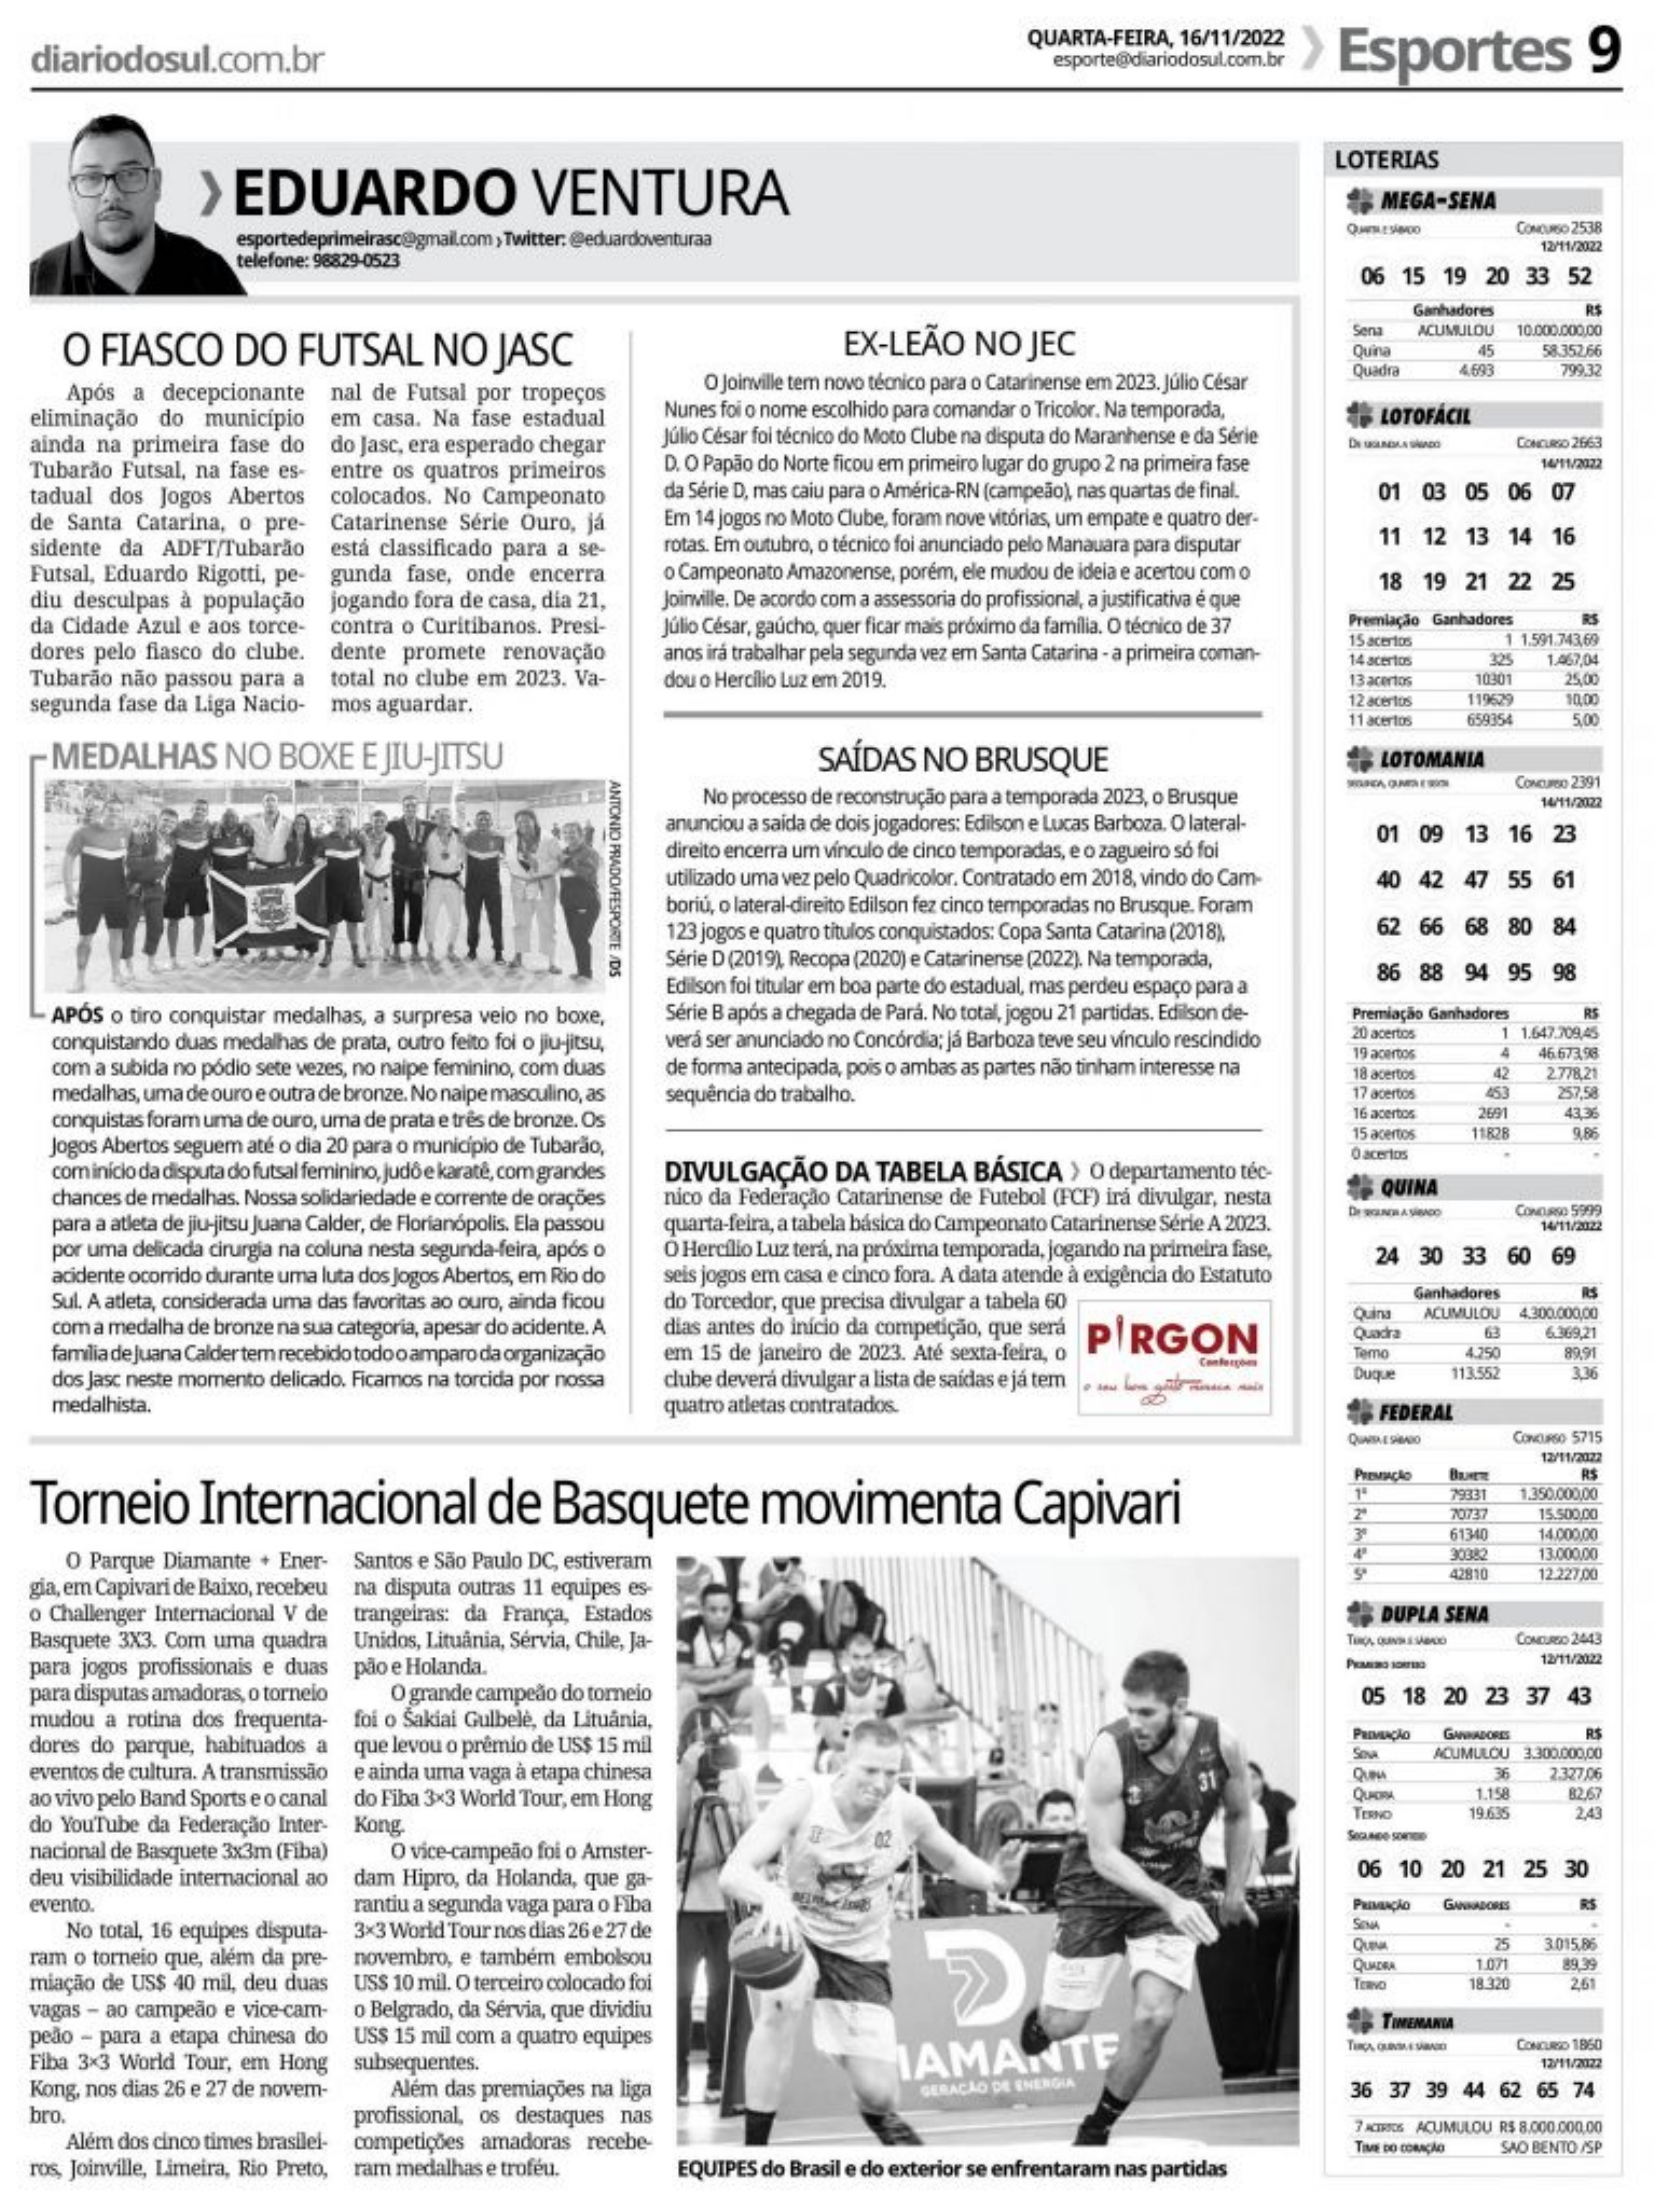 diariodosul.com.br
QUARTA-FEIRA, 16/11/2022
esporte@diariodosul.com.br
Esportes 9
EDUARDO VENTURA
esportedeprimeirasc@gmail.com › Twitter: @eduardoventuraa
telefone: 98829-0523
O FIASCO DO FUTSAL NO JASC
Após a decepcionante
eliminação do município
ainda na primeira fase do
Tubarão Futsal, na fase es-
tadual dos Jogos Abertos
de Santa Catarina, o pre-
sidente da ADFT/Tubarão
Futsal, Eduardo Rigotti, pe-
diu desculpas à população
da Cidade Azul e aos torce-
dores pelo fiasco do clube.
Tubarão não passou para a
segunda fase da Liga Nacio-
nal de Futsal por tropeços
em casa. Na fase estadual
do Jasc, era esperado chegar
entre os quatros primeiros
colocados. No Campeonato
Catarinense Série Ouro, já
está classificado para a se-
gunda fase, onde encerra
jogando fora de casa, dia 21,
contra o Curitibanos. Presi-
dente promete renovação
total no clube em 2023. Va-
mos aguardar.
MEDALHAS NO BOXE E JIU-JITSU
ANTONIO PRADO/FESPORTE /DS
APÓS o tiro conquistar medalhas, a surpresa veio no boxe,
conquistando duas medalhas de prata, outro feito foi o jiu-jitsu,
com a subida no pódio sete vezes, no naipe feminino, com duas
medalhas, uma de ouro e outra de bronze. No naipe masculino, as
conquistas foram uma de ouro, uma de prata e três de bronze. Os
Jogos Abertos seguem até o dia 20 para o município de Tubarão,
com início da disputa do futsal feminino, judô e karatê, com grandes
chances de medalhas. Nossa solidariedade e corrente de orações
para a atleta de jiu-jitsu Juana Calder, de Florianópolis. Ela passou
por uma delicada cirurgia na coluna nesta segunda-feira, após o
acidente ocorrido durante uma luta dos Jogos Abertos, em Rio do
Sul. A atleta, considerada uma das favoritas ao ouro, ainda ficou
com a medalha de bronze na sua categoria, apesar do acidente. A
família de Juana Calder tem recebido todo o amparo da organização
dos Jasc neste momento delicado. Ficamos na torcida por nossa
medalhista.
EX-LEÃO NO JEC
O Joinville tem novo técnico para o Catarinense em 2023. Júlio César
Nunes foi o nome escolhido para comandar o Tricolor. Na temporada,
Júlio César foi técnico do Moto Clube na disputa do Maranhense e da Série
D. O Papão do Norte ficou em primeiro lugar do grupo 2 na primeira fase
da Série D, mas caiu para o América-RN (campeão), nas quartas de final.
Em 14 jogos no Moto Clube, foram nove vitórias, um empate e quatro der-
rotas. Em outubro, o técnico foi anunciado pelo Manauara para disputar
o Campeonato Amazonense, porém, ele mudou de ideia e acertou com o
Joinville. De acordo com a assessoria do profissional, a justificativa é que
Júlio César, gaúcho, quer ficar mais próximo da família. O técnico de 37
anos irá trabalhar pela segunda vez em Santa Catarina - a primeira coman-
dou o Hercílio Luz em 2019.
SAÍDAS NO BRUSQUE
No processo de reconstrução para a temporada 2023, o Brusque
anunciou a saída de dois jogadores: Edilson e Lucas Barboza. O lateral-
direito encerra um vínculo de cinco temporadas, e o zagueiro só foi
utilizado uma vez pelo Quadricolor. Contratado em 2018, vindo do Cam-
boriú, o lateral-direito Edilson fez cinco temporadas no Brusque. Foram
123 jogos e quatro títulos conquistados: Copa Santa Catarina (2018),
Série D (2019), Recopa (2020) e Catarinense (2022). Na temporada,
Edilson foi titular em boa parte do estadual, mas perdeu espaço para a
Série B após a chegada de Pará. No total, jogou 21 partidas. Edilson de-
verá ser anunciado no Concórdia; já Barboza teve seu vínculo rescindido
de forma antecipada, pois o ambas as partes não tinham interesse na
sequência do trabalho.
DIVULGAÇÃO DA TABELA BÁSICA › O departamento téc-
nico da Federação Catarinense de Futebol (FCF) irá divulgar, nesta
quarta-feira, a tabela básica do Campeonato Catarinense Série A 2023.
O Hercílio Luz terá, na próxima temporada, jogando na primeira fase,
seis jogos em casa e cinco fora. A data atende à exigência do Estatuto
do Torcedor, que precisa divulgar a tabela 60
dias antes do início da competição, que será
em 15 de janeiro de 2023. Até sexta-feira, o
clube deverá divulgar a lista de saídas e já tem
quatro atletas contratados.
PIRGON
Confecções
o seu bom gosto merece mais
Torneio Internacional de Basquete movimenta Capivari
O Parque Diamante + Ener-
gia, em Capivari de Baixo, recebeu
o Challenger Internacional V de
Basquete 3X3. Com uma quadra
para jogos profissionais e duas
para disputas amadoras, o torneio
mudou a rotina dos frequenta-
dores do parque, habituados a
eventos de cultura. A transmissão
ao vivo pelo Band Sports e o canal
do YouTube da Federação Inter-
nacional de Basquete 3x3m (Fiba)
deu visibilidade internacional ao
evento.
No total, 16 equipes disputa-
ram o torneio que, além da pre-
miação de US$ 40 mil, deu duas
vagas – ao campeão e vice-cam-
peão – para a etapa chinesa do
Fiba 3×3 World Tour, em Hong
Kong, nos dias 26 e 27 de novem-
bro.
Além dos cinco times brasilei-
ros, Joinville, Limeira, Rio Preto,
Santos e São Paulo DC, estiveram
na disputa outras 11 equipes es-
trangeiras: da França, Estados
Unidos, Lituânia, Sérvia, Chile, Ja-
pão e Holanda.
O grande campeão do torneio
foi o Šakiai Gulbelė, da Lituânia,
que levou o prêmio de US$ 15 mil
e ainda uma vaga à etapa chinesa
do Fiba 3×3 World Tour, em Hong
Kong.
O vice-campeão foi o Amster-
dam Hipro, da Holanda, que ga-
rantiu a segunda vaga para o Fiba
3×3 World Tour nos dias 26 e 27 de
novembro, e também embolsou
US$ 10 mil. O terceiro colocado foi
o Belgrado, da Sérvia, que dividiu
US$ 15 mil com a quatro equipes
subsequentes.
Além das premiações na liga
profissional, os destaques nas
competições amadoras recebe-
ram medalhas e troféu.
02
31
DIAMANTE
GERAÇÃO DE ENERGIA
EQUIPES do Brasil e do exterior se enfrentaram nas partidas
LOTERIAS
MEGA-SENA
QUARTA E SÁBADO CONCURSO 2538
12/11/2022
06 15 19 20 33 52
Ganhadores R$
Sena ACUMULOU 10.000.000,00
Quina 45 58.352,66
Quadra 4.693 799,32
LOTOFÁCIL
DE SEGUNDA A SÁBADO CONCURSO 2663
14/11/2022
01 03 05 06 07
11 12 13 14 16
18 19 21 22 25
Premiação Ganhadores R$
15 acertos 1 1.591.743,69
14 acertos 325 1.467,04
13 acertos 10301 25,00
12 acertos 119629 10,00
11 acertos 659354 5,00
LOTOMANIA
SEGUNDA, QUARTA E SEXTA CONCURSO 2391
14/11/2022
01 09 13 16 23
40 42 47 55 61
62 66 68 80 84
86 88 94 95 98
Premiação Ganhadores R$
20 acertos 1 1.647.709,45
19 acertos 4 46.673,98
18 acertos 42 2.778,21
17 acertos 453 257,58
16 acertos 2691 43,36
15 acertos 11828 9,86
0 acertos - -
QUINA
DE SEGUNDA A SÁBADO CONCURSO 5999
14/11/2022
24 30 33 60 69
Ganhadores R$
Quina ACUMULOU 4.300.000,00
Quadra 63 6.369,21
Terno 4.250 89,91
Duque 113.552 3,36
FEDERAL
QUARTA E SÁBADO CONCURSO 5715
12/11/2022
PREMIAÇÃO BILHETE R$
1º 79331 1.350.000,00
2º 70737 15.500,00
3º 61340 14.000,00
4º 30382 13.000,00
5º 42810 12.227,00
DUPLA SENA
TERÇA, QUINTA E SÁBADO CONCURSO 2443
PRIMEIRO SORTEIO 12/11/2022
05 18 20 23 37 43
PREMIAÇÃO GANHADORES R$
SENA ACUMULOU 3.300.000,00
QUINA 36 2.327,06
QUADRA 1.158 82,67
TERNO 19.635 2,43
SEGUNDO SORTEIO
06 10 20 21 25 30
PREMIAÇÃO GANHADORES R$
SENA - -
QUINA 25 3.015,86
QUADRA 1.071 89,39
TERNO 18.320 2,61
TIMEMANIA
TERÇA, QUINTA E SÁBADO CONCURSO 1860
12/11/2022
36 37 39 44 62 65 74
7 ACERTOS ACUMULOU R$ 8.000.000,00
TIME DO CORAÇÃO SAO BENTO /SP